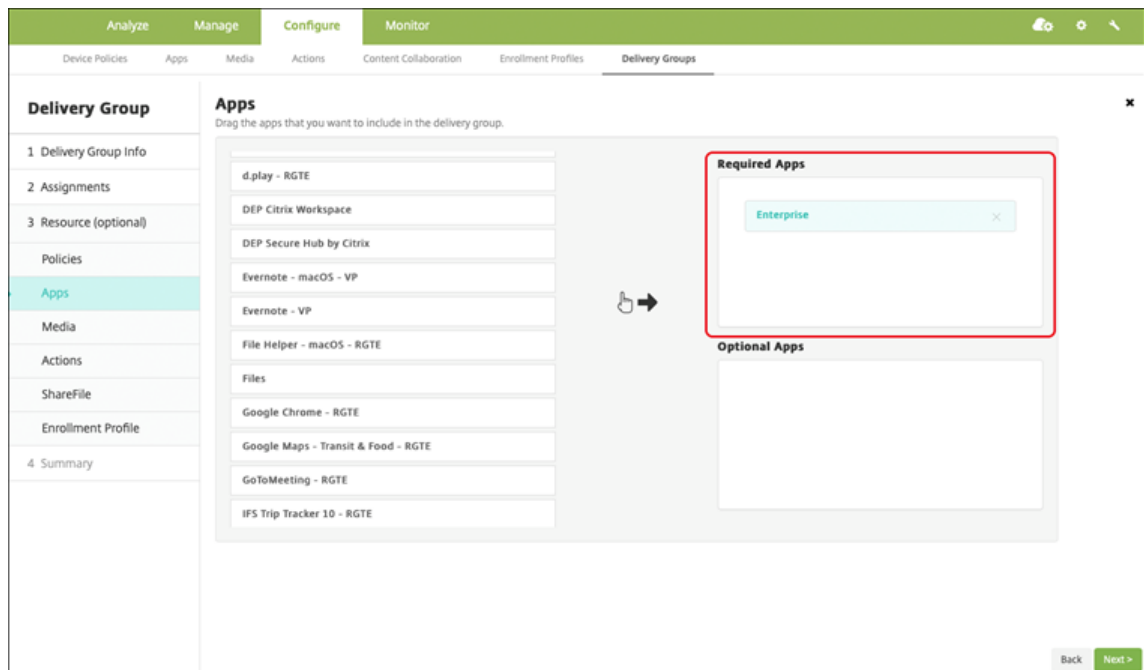 Analyze Manage Configure Monitor
Device Policies Apps Media Actions Content Collaboration Enrollment Profiles Delivery Groups
Delivery Group
1 Delivery Group Info
2 Assignments
3 Resource (optional)
Policies
Apps
Media
Actions
ShareFile
Enrollment Profile
4 Summary
Apps
Drag the apps that you want to include in the delivery group.
d.play - RGTE
DEP Citrix Workspace
DEP Secure Hub by Citrix
Evernote - macOS - VP
Evernote - VP
File Helper - macOS - RGTE
Files
Google Chrome - RGTE
Google Maps - Transit & Food - RGTE
GoToMeeting - RGTE
IFS Trip Tracker 10 - RGTE
Required Apps
Enterprise
Optional Apps
Back Next >